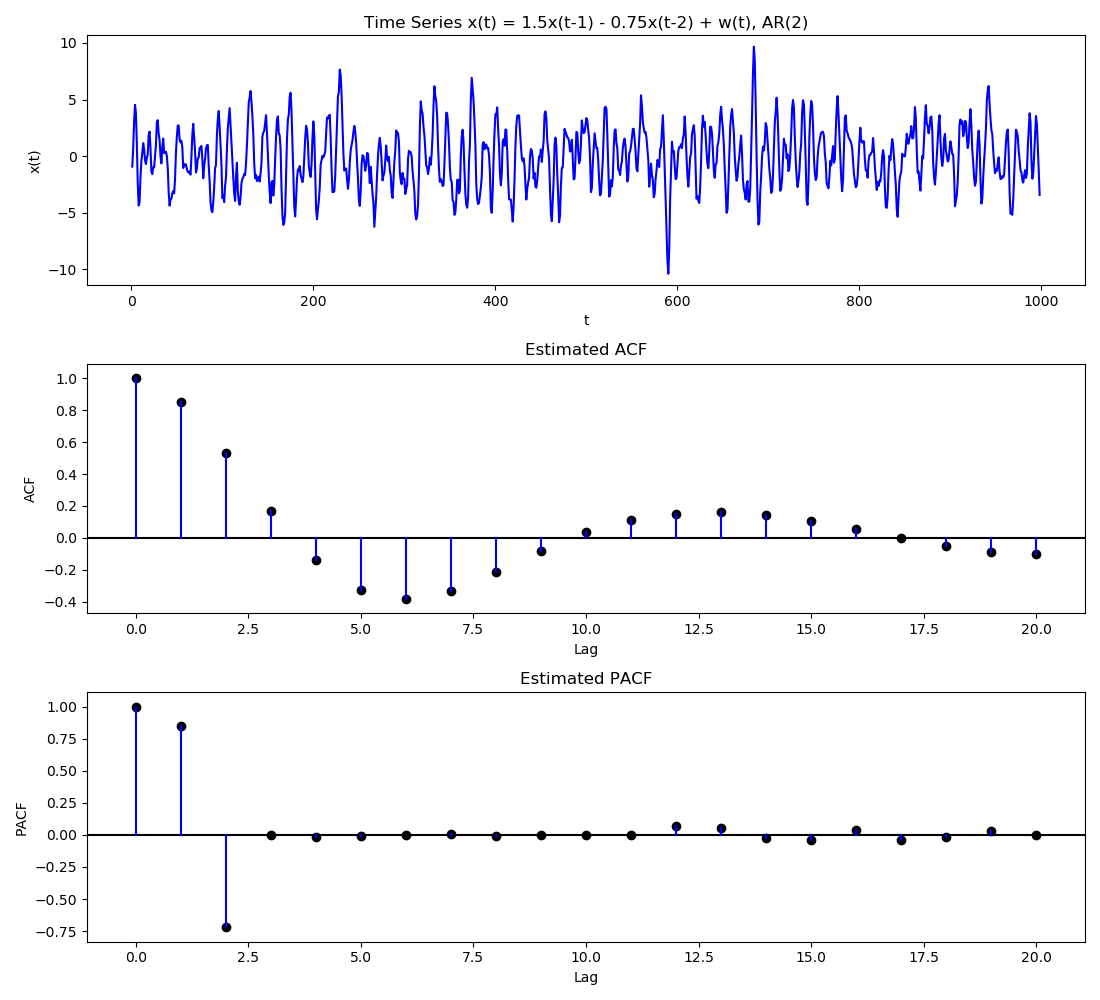 Time Series x(t) = 1.5x(t-1) - 0.75x(t-2) + w(t), AR(2)
10
5
0
−5
−10
x(t)
0 200 400 600 800 1000
t
Estimated ACF
1.0
0.8
0.6
0.4
0.2
0.0
−0.2
−0.4
ACF
0.0 2.5 5.0 7.5 10.0 12.5 15.0 17.5 20.0
Lag
Estimated PACF
1.00
0.75
0.50
0.25
0.00
−0.25
−0.50
−0.75
PACF
0.0 2.5 5.0 7.5 10.0 12.5 15.0 17.5 20.0
Lag